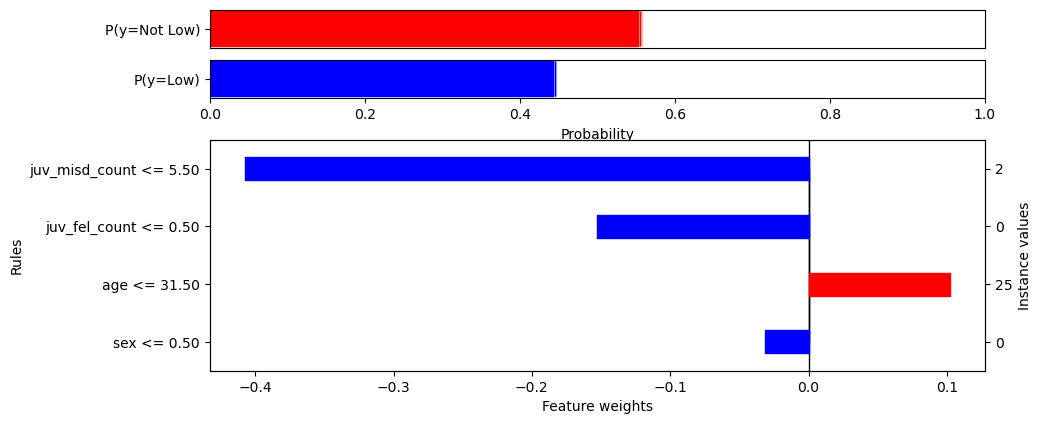 P(y=Not Low)
P(y=Low)
0.0 0.2 0.4 0.6 0.8 1.0
Probability
juv_misd_count <= 5.50 2
juv_fel_count <= 0.50 0
age <= 31.50 25
sex <= 0.50 0
Rules
Instance values
−0.4 −0.3 −0.2 −0.1 0.0 0.1
Feature weights